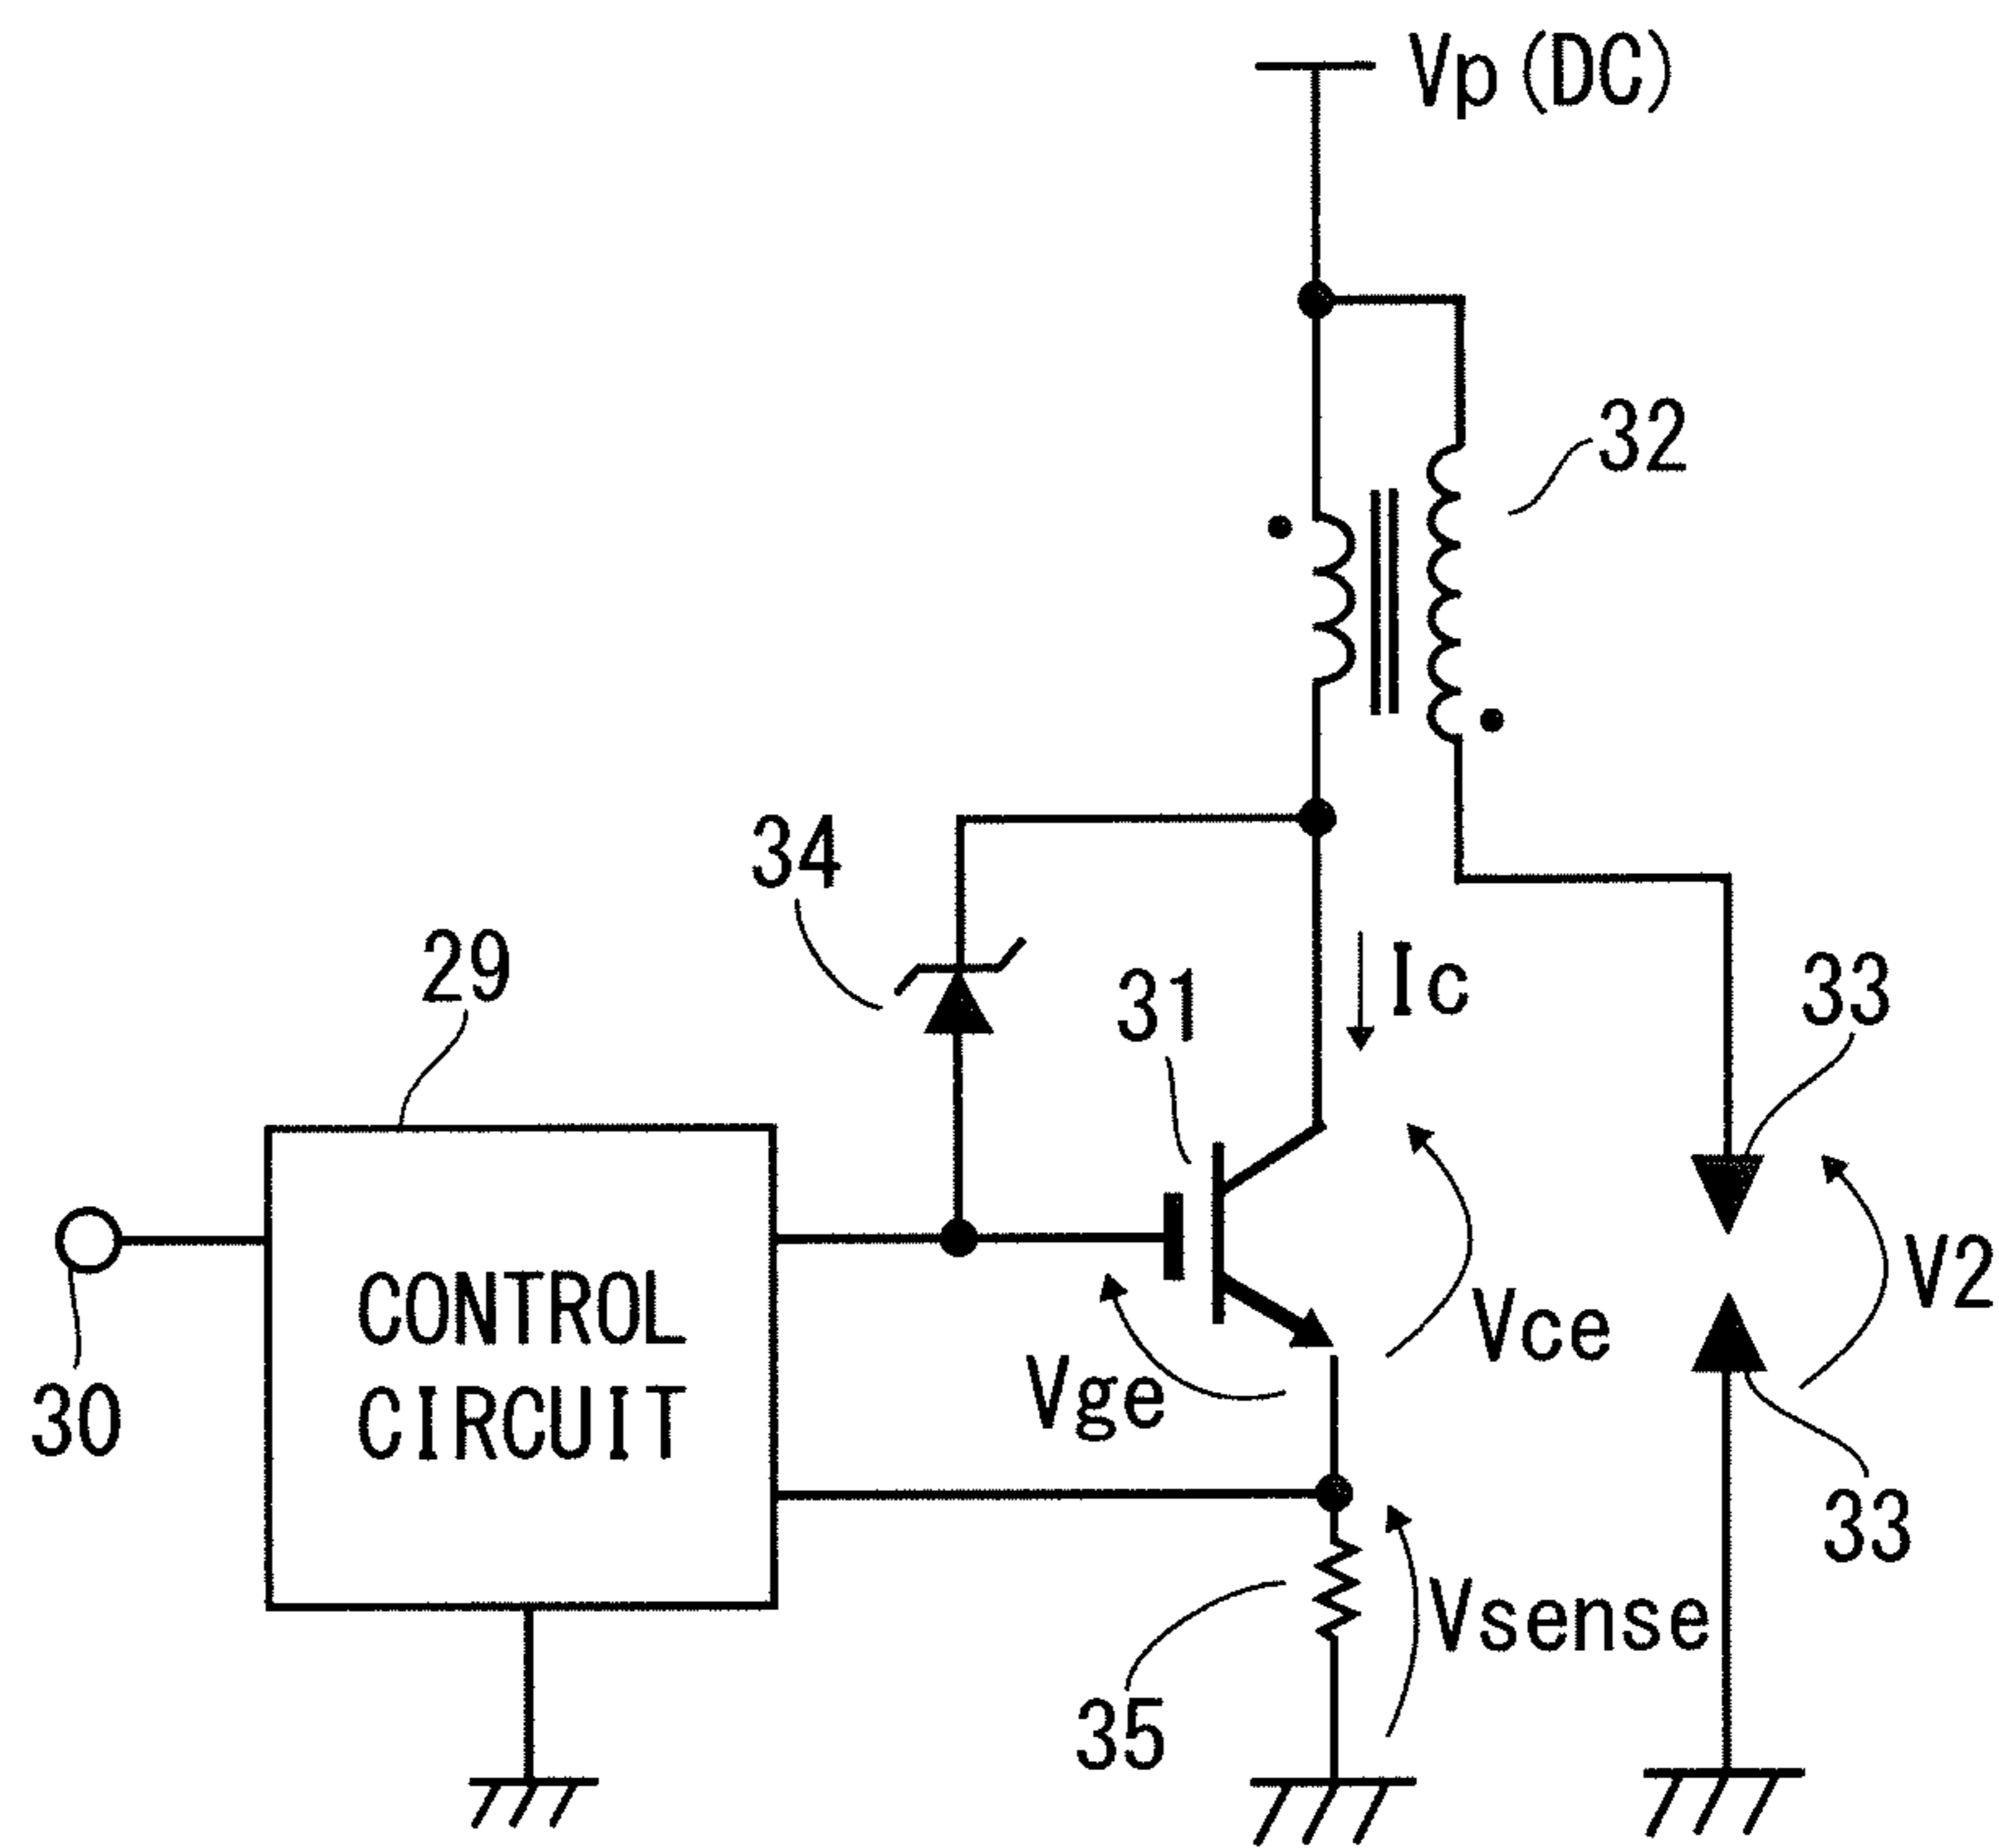 Vp (DC)
32
34
29
31
Ic
33
V2
CONTROL
CIRCUIT
Vce
30
Vge
33
Vsense
35